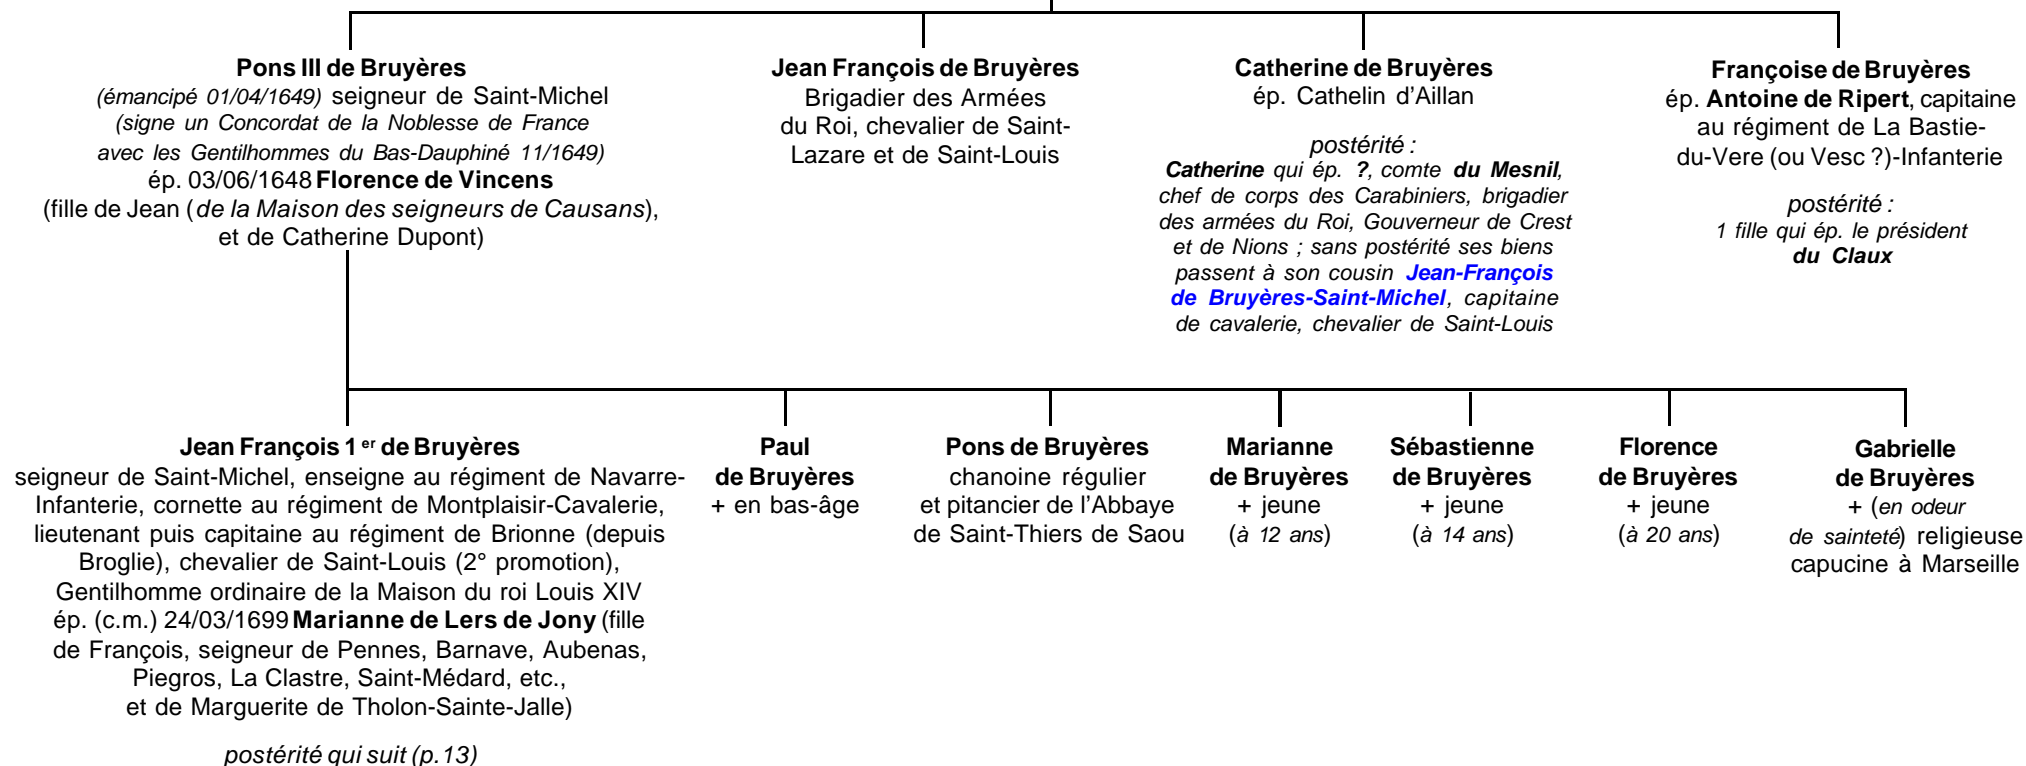 Pons III de Bruyères
(émancipé 01/04/1649) seigneur de Saint-Michel
(signe un Concordat de la Noblesse de France
avec les Gentilhommes du Bas-Dauphiné 11/1649)
ép. 03/06/1648 Florence de Vincens
(fille de Jean (de la Maison des seigneurs de Causans),
et de Catherine Dupont)
Jean François de Bruyères
Brigadier des Armées
du Roi, chevalier de Saint-
Lazare et de Saint-Louis
Catherine de Bruyères
ép. Cathelin d'Aillan
postérité :
Catherine qui ép. ?, comte du Mesnil,
chef de corps des Carabiniers, brigadier
des armées du Roi, Gouverneur de Crest
et de Nions ; sans postérité ses biens
passent à son cousin Jean-François
de Bruyères-Saint-Michel, capitaine
de cavalerie, chevalier de Saint-Louis
Françoise de Bruyères
ép. Antoine de Ripert, capitaine
au régiment de La Bastie-
du-Vere (ou Vesc ?)-Infanterie
postérité :
1 fille qui ép. le président
du Claux
Jean François 1er de Bruyères
seigneur de Saint-Michel, enseigne au régiment de Navarre-
Infanterie, cornette au régiment de Montplaisir-Cavalerie,
lieutenant puis capitaine au régiment de Brionne (depuis
Broglie), chevalier de Saint-Louis (2° promotion),
Gentilhomme ordinaire de la Maison du roi Louis XIV
ép. (c.m.) 24/03/1699 Marianne de Lers de Jony (fille
de François, seigneur de Pennes, Barnave, Aubenas,
Piegros, La Clastre, Saint-Médard, etc.,
et de Marguerite de Tholon-Sainte-Jalle)
postérité qui suit (p.13)
Paul
de Bruyères
+ en bas-âge
Pons de Bruyères
chanoine régulier
et pitancier de l'Abbaye
de Saint-Thiers de Saou
Marianne
de Bruyères
+ jeune
(à 12 ans)
Sébastienne
de Bruyères
+ jeune
(à 14 ans)
Florence
de Bruyères
+ jeune
(à 20 ans)
Gabrielle
de Bruyères
+ (en odeur
de sainteté) religieuse
capucine à Marseille